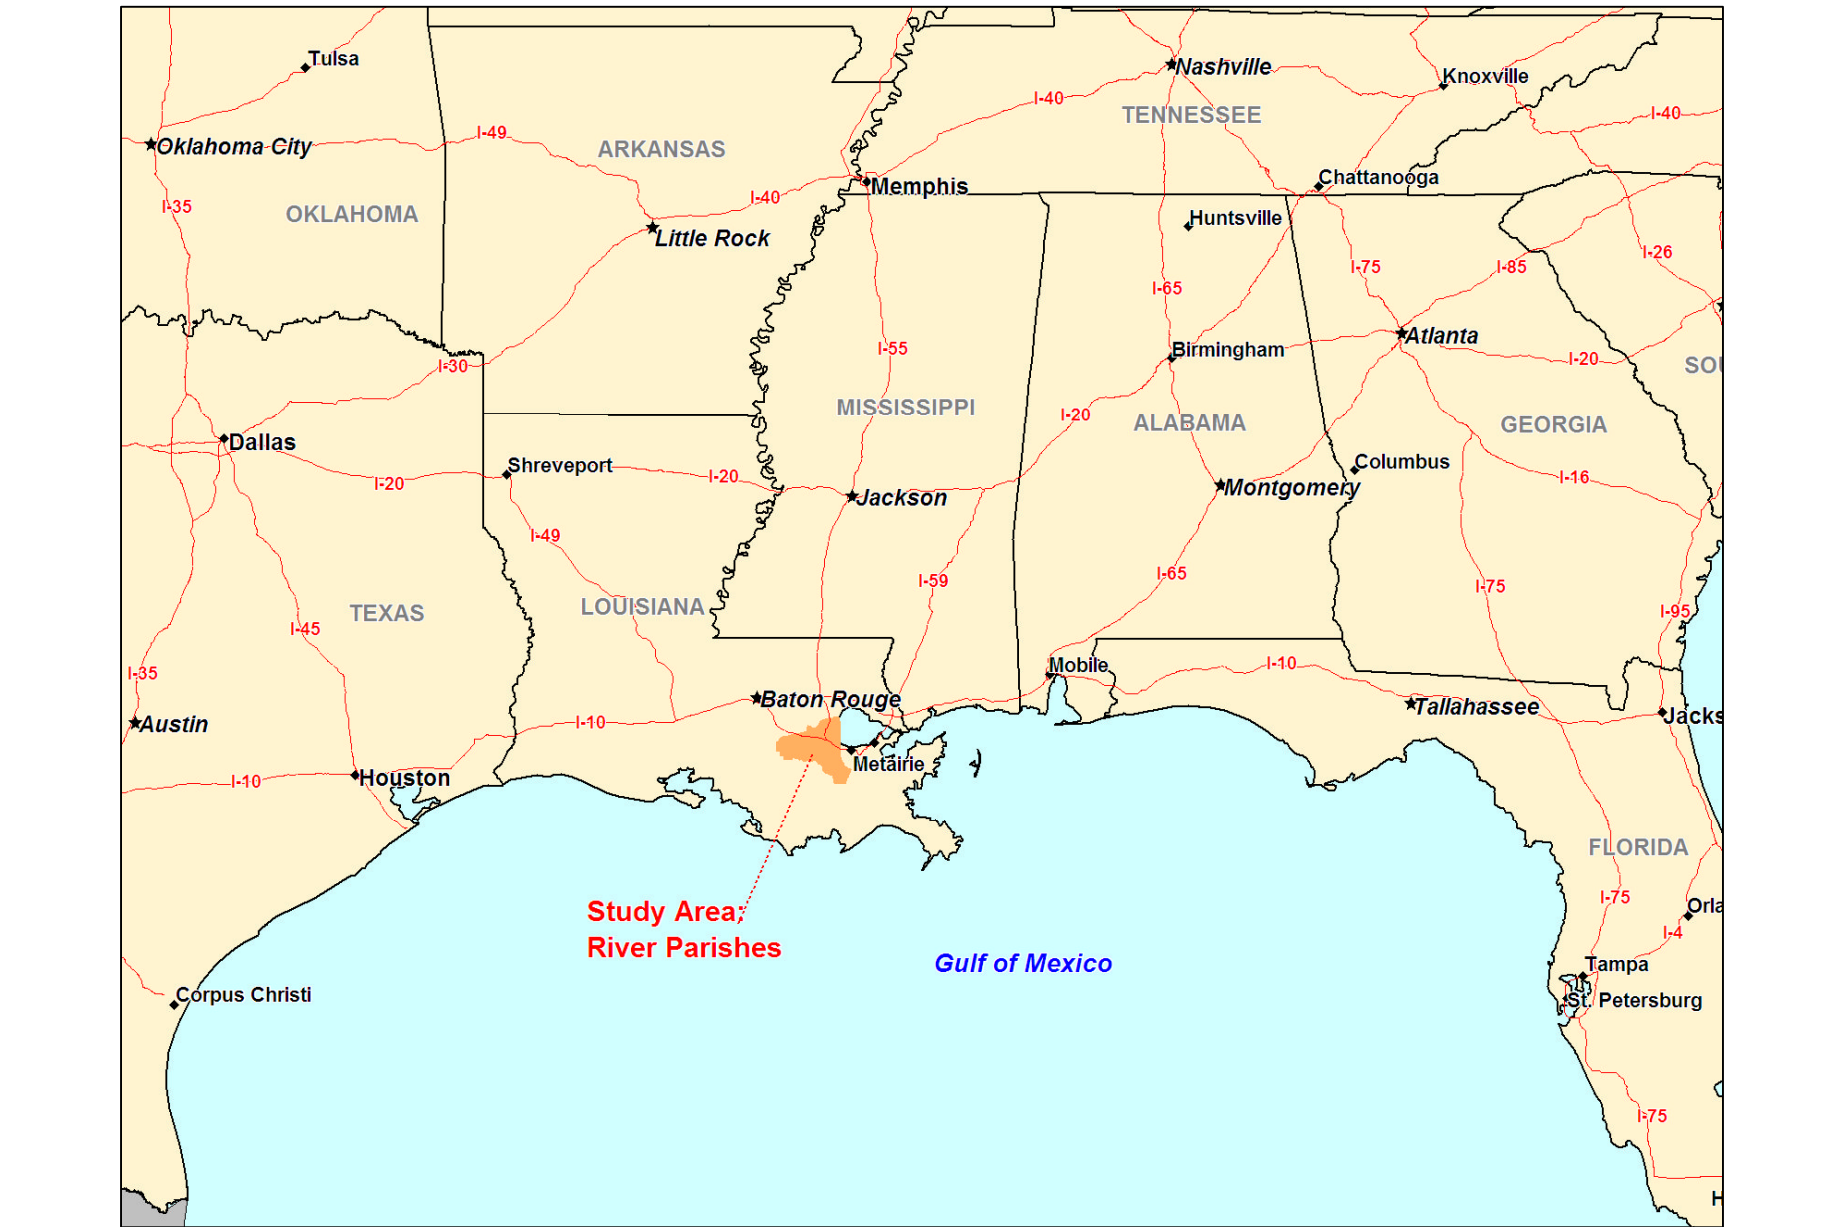 Tulsa
Nashville
Knoxville
I-40
TENNESSEE
I-40
I-49
ARKANSAS
Oklahoma City
Chattanooga
Memphis
I-40
I-35
OKLAHOMA
Huntsville
Little Rock
I-26
I-75
I-85
I-65
Atlanta
I-55
Birmingham
I-20
I-30
SOU
MISSISSIPPI
I-20
ALABAMA
GEORGIA
Dallas
Shreveport
Columbus
I-20
I-20
I-16
Montgomery
Jackson
I-49
I-59
I-65
I-75
TEXAS
LOUISIANA
I-95
I-45
Mobile
I-10
I-35
Baton Rouge
Tallahassee
Jacks
Austin
I-10
Metairie
I-10
Houston
FLORIDA
I-75
Orla
Study Area:
River Parishes
I-4
Gulf of Mexico
Tampa
Corpus Christi
St. Petersburg
I-75
H